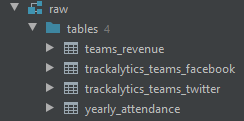 raw
tables 4
teams_revenue
trackalytics_teams_facebook
trackalytics_teams_twitter
yearly_attendance